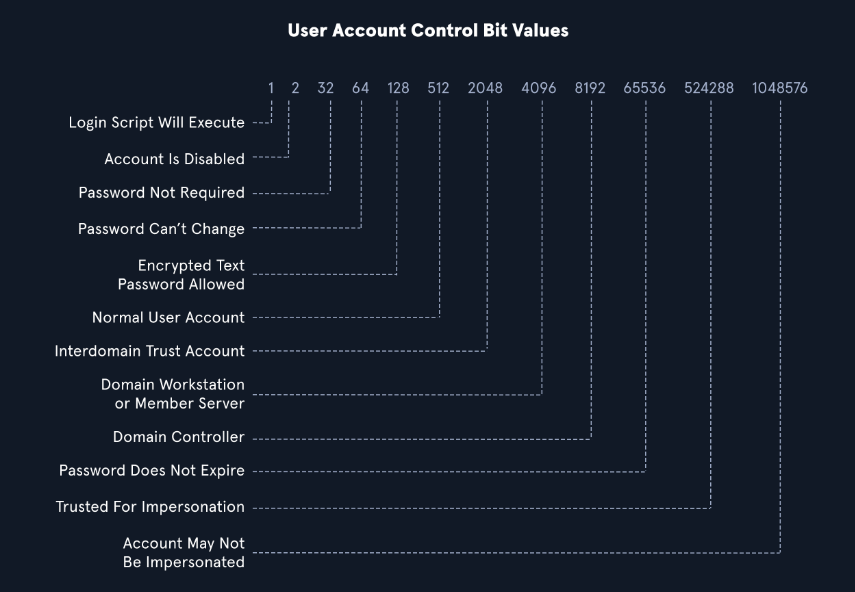 User Account Control Bit Values
1 2 32 64 128 512 2048 4096 8192 65536 524288 1048576
Login Script Will Execute
Account Is Disabled
Password Not Required
Password Can't Change
Encrypted Text
Password Allowed
Normal User Account
Interdomain Trust Account
Domain Workstation
or Member Server
Domain Controller
Password Does Not Expire
Trusted For Impersonation
Account May Not
Be Impersonated